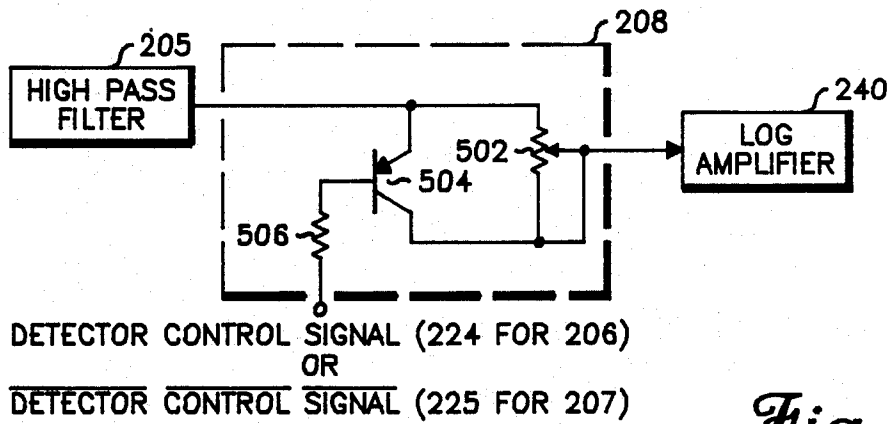 208
205
HIGH PASS
FILTER
240
LOG
AMPLIFIER
502
504
506
DETECTOR CONTROL SIGNAL (224 FOR 206)
OR
DETECTOR CONTROL SIGNAL (225 FOR 207)
Fig